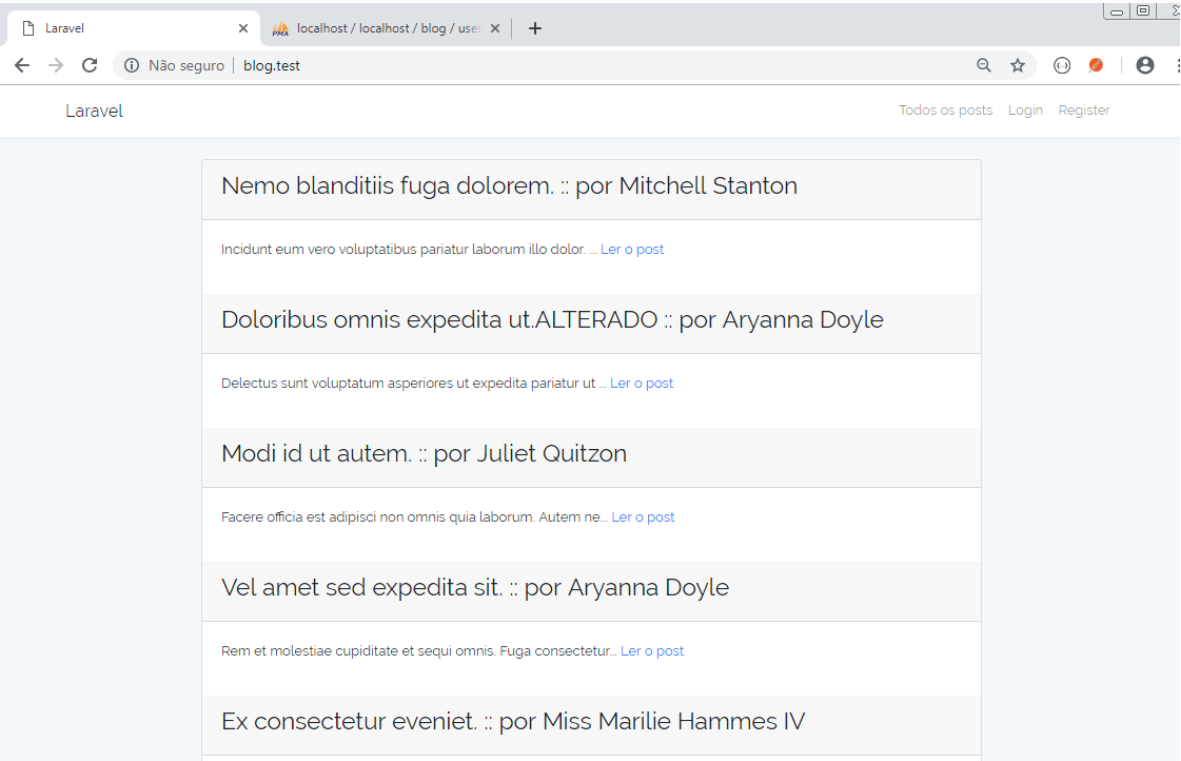 Laravel
localhost / localhost / blog / user
Não seguro
blog.test
Laravel
Todos os posts Login Register
Nemo blanditiis fuga dolorem. :: por Mitchell Stanton
Incidunt eum vero voluptatibus pariatur laborum illo dolor. ... Ler o post
Doloribus omnis expedita ut.ALTERADO :: por Aryanna Doyle
Delectus sunt voluptatum asperiores ut expedita pariatur ut ... Ler o post
Modi id ut autem. :: por Juliet Quitzon
Facere officia est adipisci non omnis quia laborum. Autem ne... Ler o post
Vel amet sed expedita sit. :: por Aryanna Doyle
Rem et molestiae cupiditate et sequi omnis. Fuga consectetur... Ler o post
Ex consectetur eveniet. :: por Miss Marilie Hammes IV